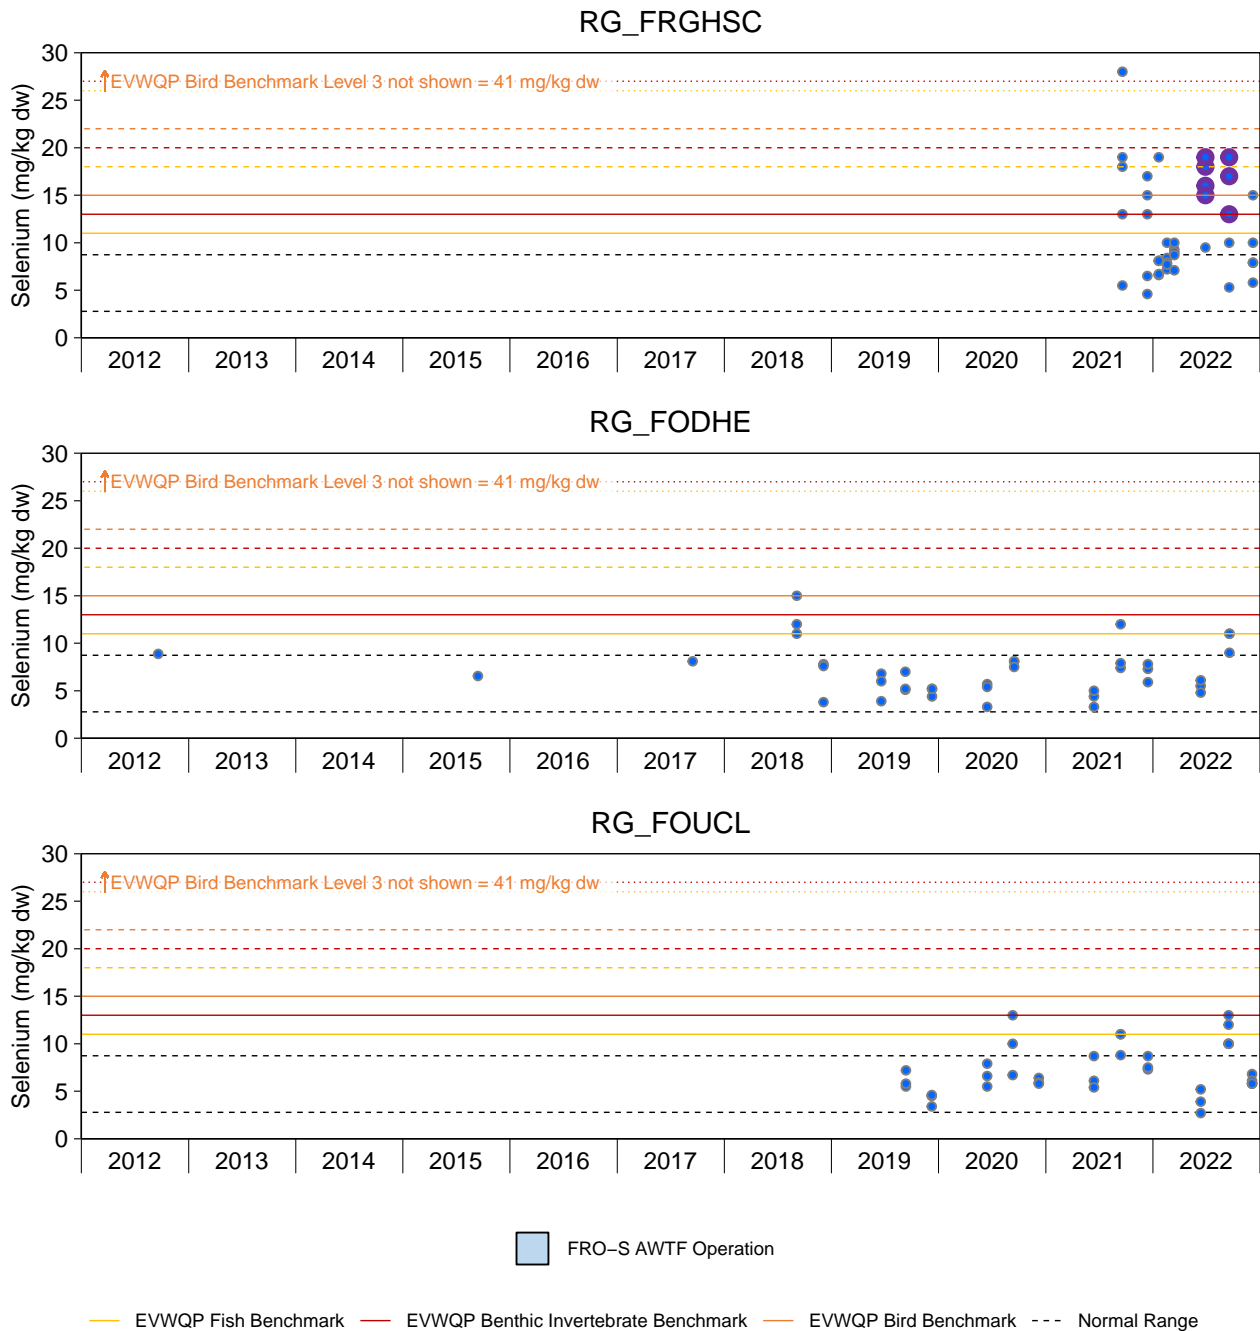 RG_FRGHSC
Selenium (mg/kg dw)
30
25
20
15
10
5
0
EVWQP Bird Benchmark Level 3 not shown = 41 mg/kg dw
2012 2013 2014 2015 2016 2017 2018 2019 2020 2021 2022
RG_FODHE
Selenium (mg/kg dw)
30
25
20
15
10
5
0
EVWQP Bird Benchmark Level 3 not shown = 41 mg/kg dw
2012 2013 2014 2015 2016 2017 2018 2019 2020 2021 2022
RG_FOUCL
Selenium (mg/kg dw)
30
25
20
15
10
5
0
EVWQP Bird Benchmark Level 3 not shown = 41 mg/kg dw
2012 2013 2014 2015 2016 2017 2018 2019 2020 2021 2022
FRO−S AWTF Operation
EVWQP Fish Benchmark EVWQP Benthic Invertebrate Benchmark EVWQP Bird Benchmark Normal Range